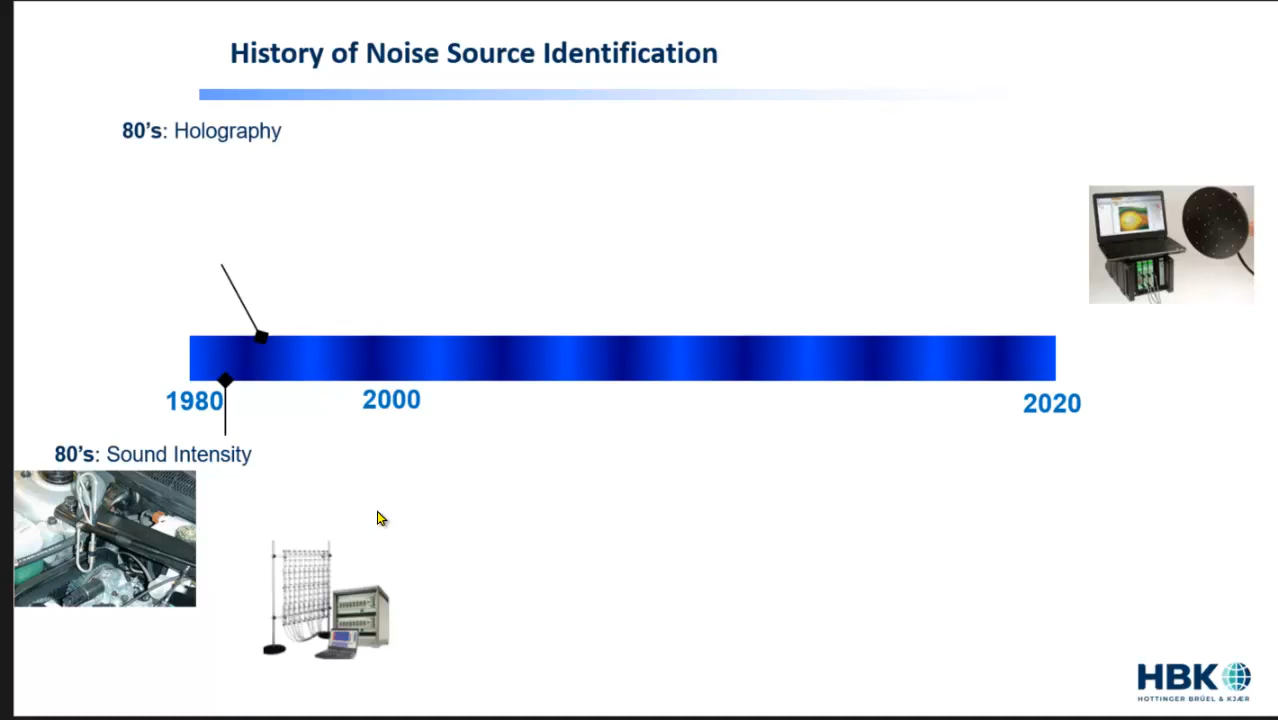 History of Noise Source Identification
80's: Holography
1980
2000
2020
80's: Sound Intensity
HBK
HOTTINGER BRÜEL & KJÆR